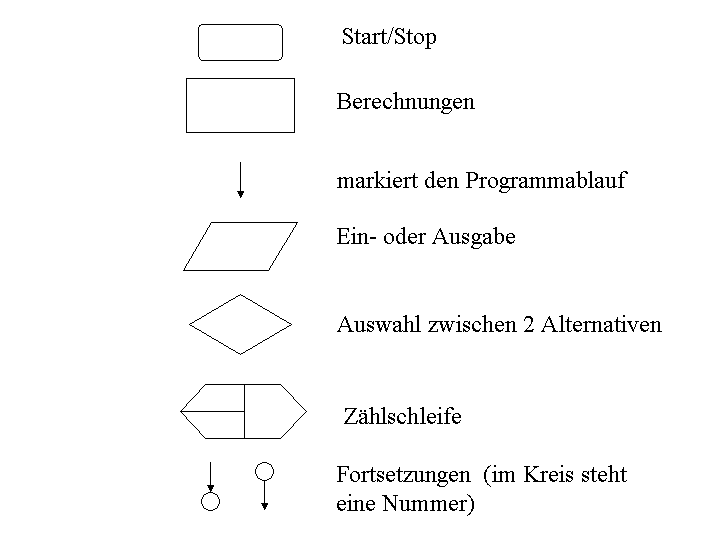 Start/Stop
Berechnungen
markiert den Programmablauf
Ein- oder Ausgabe
Auswahl zwischen 2 Alternativen
Zählschleife
Fortsetzungen  (im Kreis steht
eine Nummer)